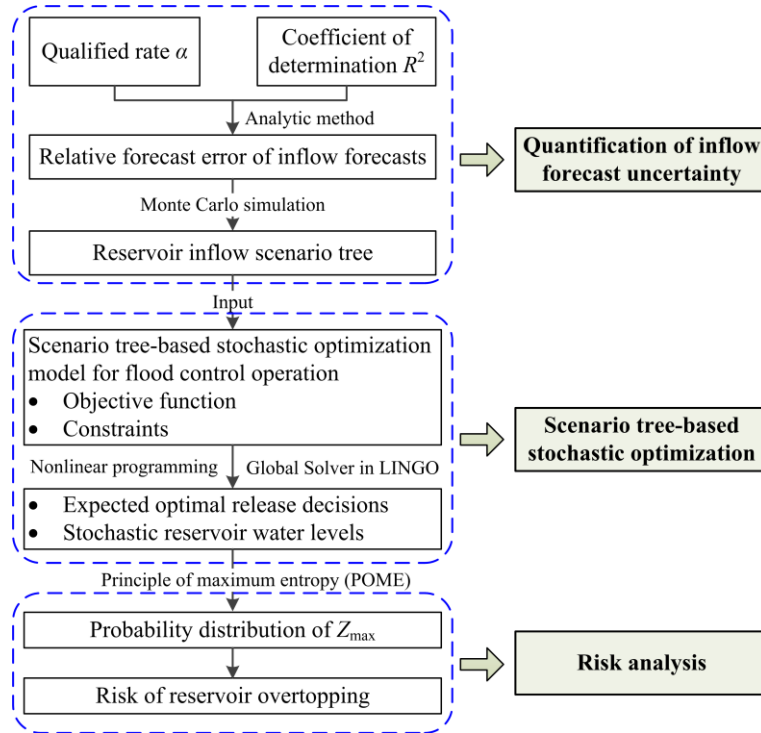 Qualified rate α
Coefficient of
determination R²
Analytic method
Relative forecast error of inflow forecasts
Quantification of inflow
forecast uncertainty
Monte Carlo simulation
Reservoir inflow scenario tree
Input
Scenario tree-based stochastic optimization
model for flood control operation
• Objective function
• Constraints
Scenario tree-based
stochastic optimization
Nonlinear programming
Global Solver in LINGO
• Expected optimal release decisions
• Stochastic reservoir water levels
Principle of maximum entropy (POME)
Probability distribution of Zmax
Risk analysis
Risk of reservoir overtopping